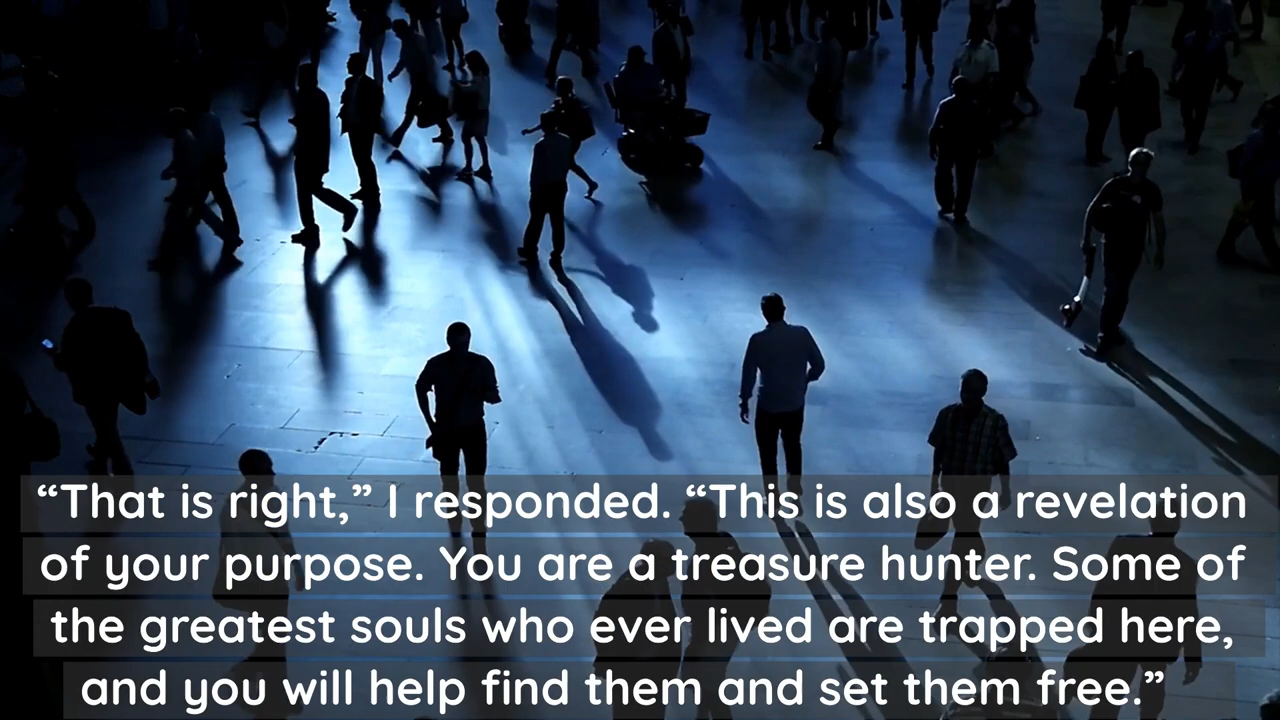 “That is right,” I responded. “This is also a revelation
of your purpose. You are a treasure hunter. Some of
the greatest souls who ever lived are trapped here,
and you will help find them and set them free.”